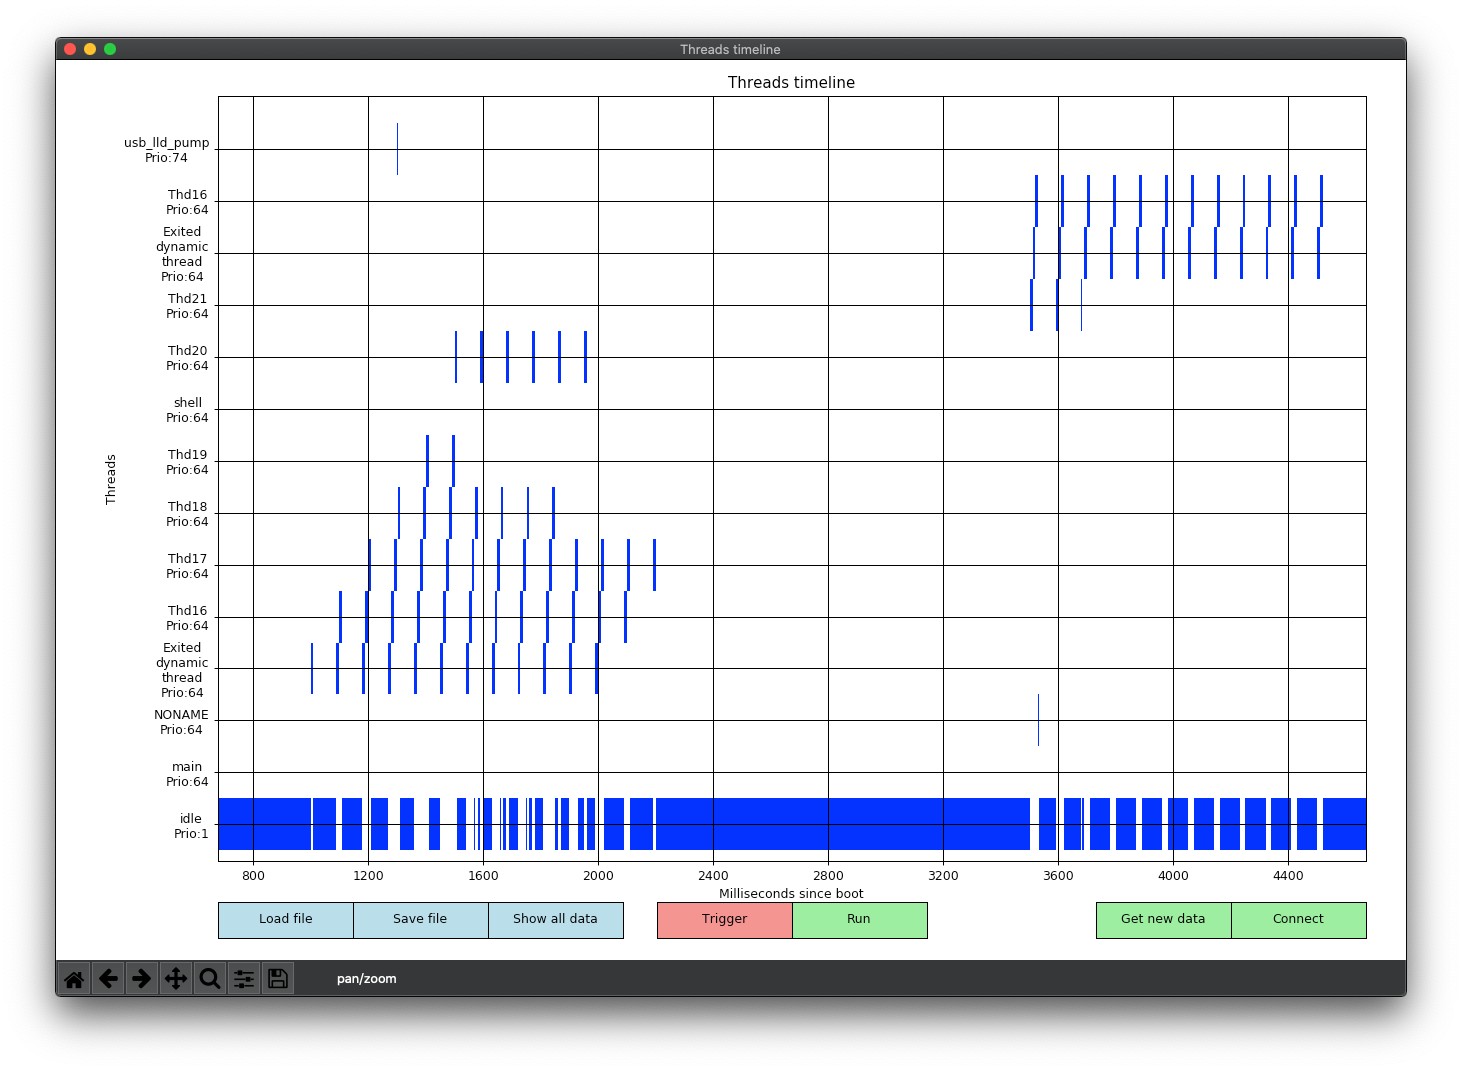 Threads timeline
Threads timeline
usb_lld_pump
Prio:74
Thd16
Prio:64
Exited
dynamic
thread
Prio:64
Thd21
Prio:64
Thd20
Prio:64
shell
Prio:64
Thd19
Prio:64
Thd18
Prio:64
Thd17
Prio:64
Thd16
Prio:64
Exited
dynamic
thread
Prio:64
NONAME
Prio:64
main
Prio:64
idle
Prio:1
Threads
800 1200 1600 2000 2400 2800 3200 3600 4000 4400
Milliseconds since boot
Load file Save file Show all data Trigger Run Get new data Connect
pan/zoom